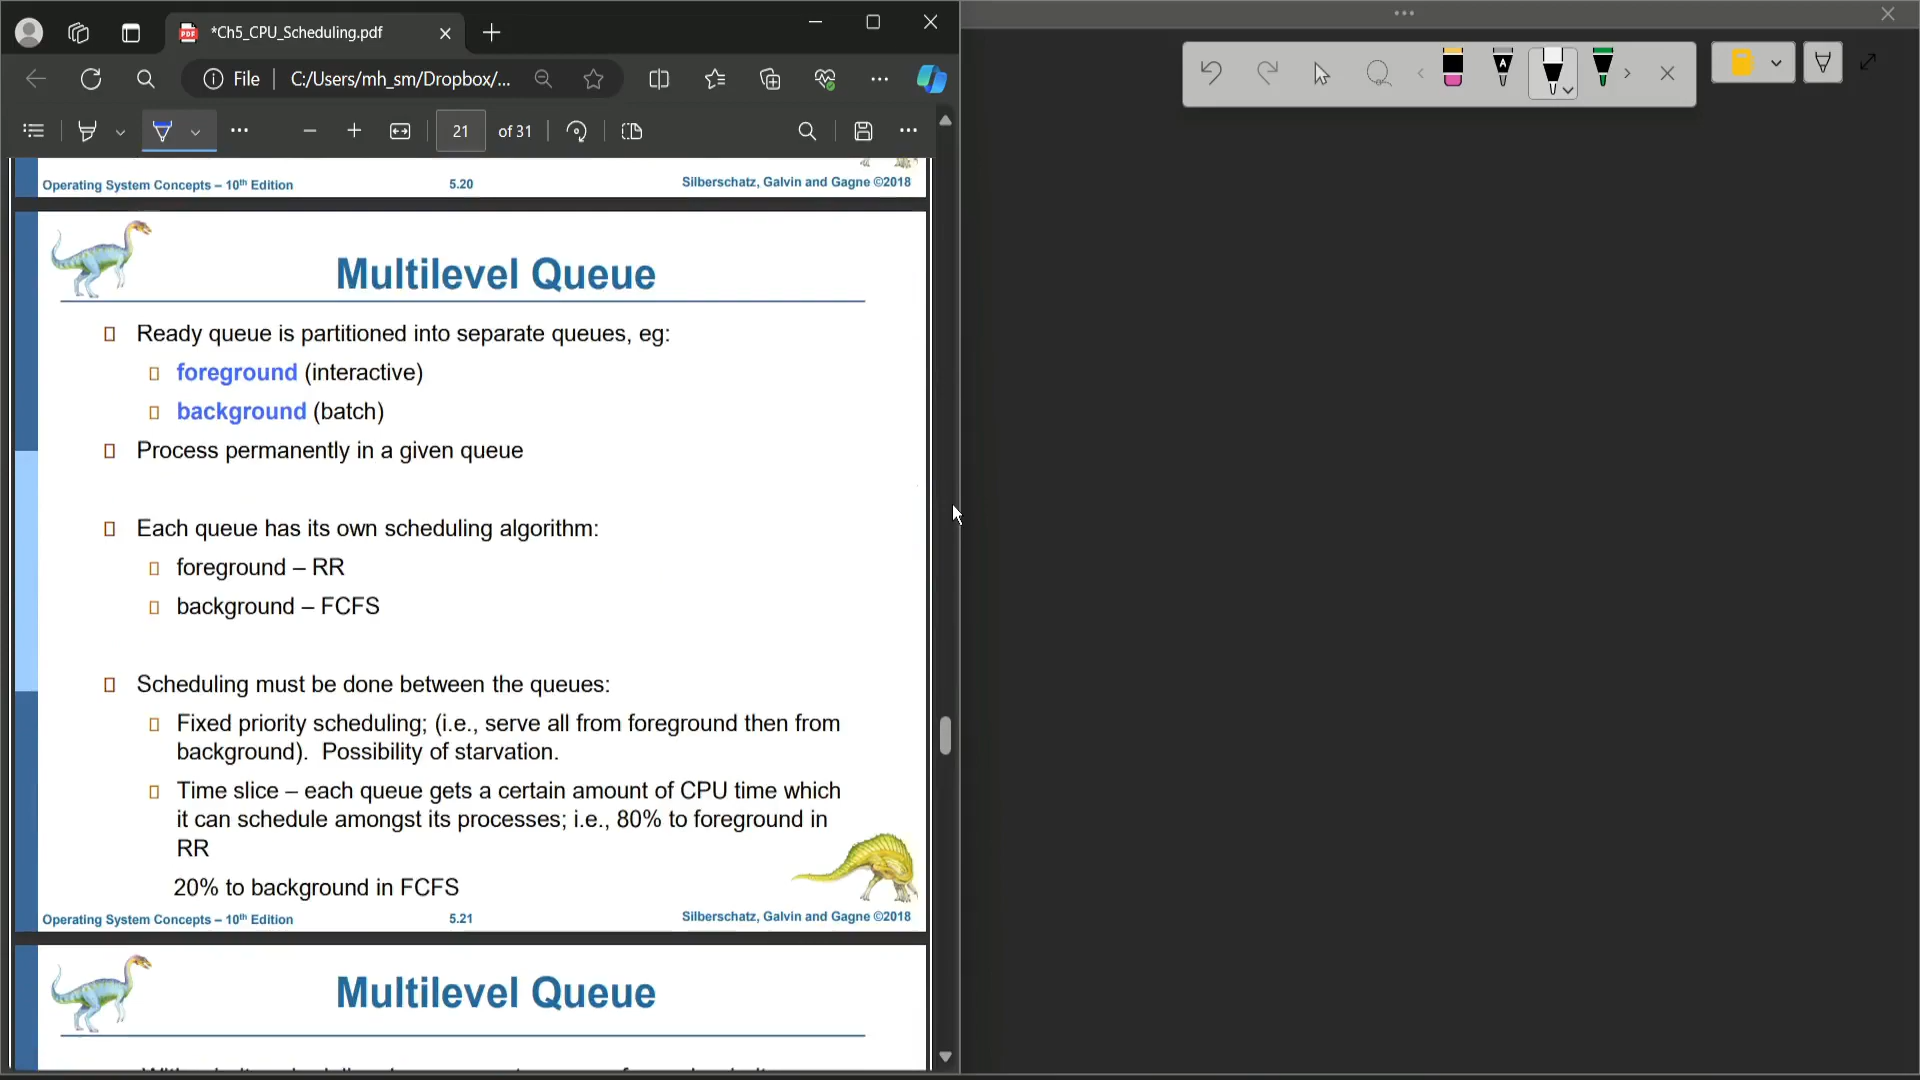 *Ch5_CPU_Scheduling.pdf
File
C:/Users/mh_sm/Dropbox/...
21 of 31
Operating System Concepts – 10th Edition 5.20 Silberschatz, Galvin and Gagne ©2018
Multilevel Queue
Ready queue is partitioned into separate queues, eg:
foreground (interactive)
background (batch)
Process permanently in a given queue
Each queue has its own scheduling algorithm:
foreground – RR
background – FCFS
Scheduling must be done between the queues:
Fixed priority scheduling; (i.e., serve all from foreground then from
background). Possibility of starvation.
Time slice – each queue gets a certain amount of CPU time which
it can schedule amongst its processes; i.e., 80% to foreground in
RR
20% to background in FCFS
Operating System Concepts – 10th Edition 5.21 Silberschatz, Galvin and Gagne ©2018
Multilevel Queue